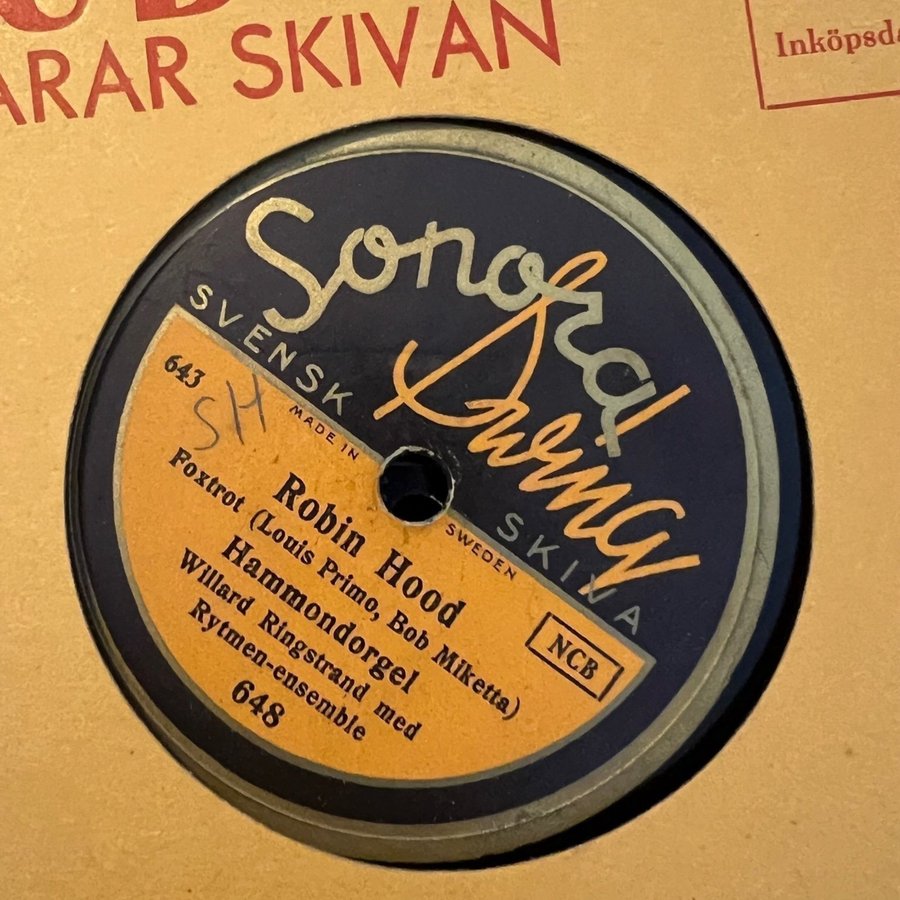 ARAR SKIVAN
Inköpsda
Sonora
Swing
SVENSK SKIVA
MADE IN SWEDEN
643
SH
Robin Hood
Foxtrot (Louis Primo, Bob Miketta)
Hammondorgel
Willard Ringstrand med
Rytmen-ensemble
648
NCB